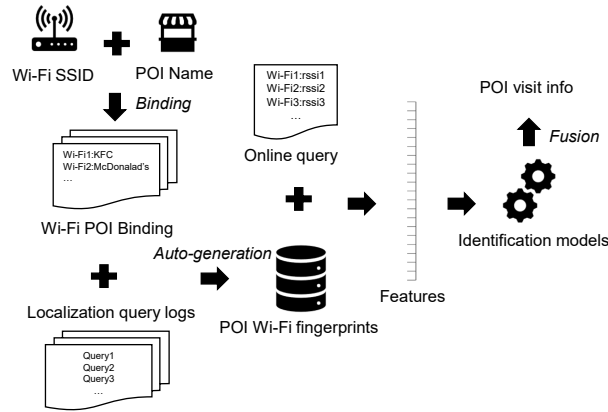 Wi-Fi SSID
POI Name
Binding
Wi-Fi1:KFC
Wi-Fi2:McDonalad's
...
Wi-Fi POI Binding
Localization query logs
Query1
Query2
Query3
...
Auto-generation
Wi-Fi1:rssi1
Wi-Fi2:rssi2
Wi-Fi3:rssi3
...
Online query
POI Wi-Fi fingerprints
Features
POI visit info
Fusion
Identification models